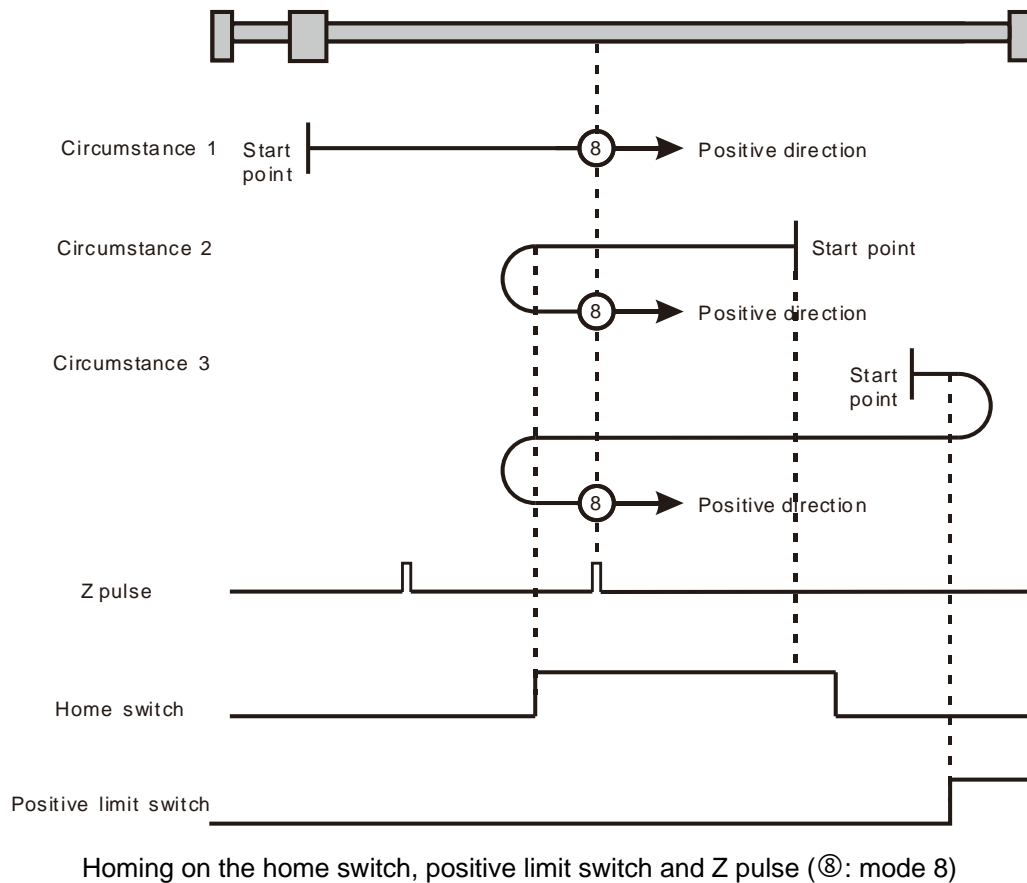 Circumstance 1
Start point
8
Positive direction
Circumstance 2
Start point
8
Positive direction
Circumstance 3
Start point
8
Positive direction
Z pulse
Home switch
Positive limit switch
Homing on the home switch, positive limit switch and Z pulse (⑧: mode 8)